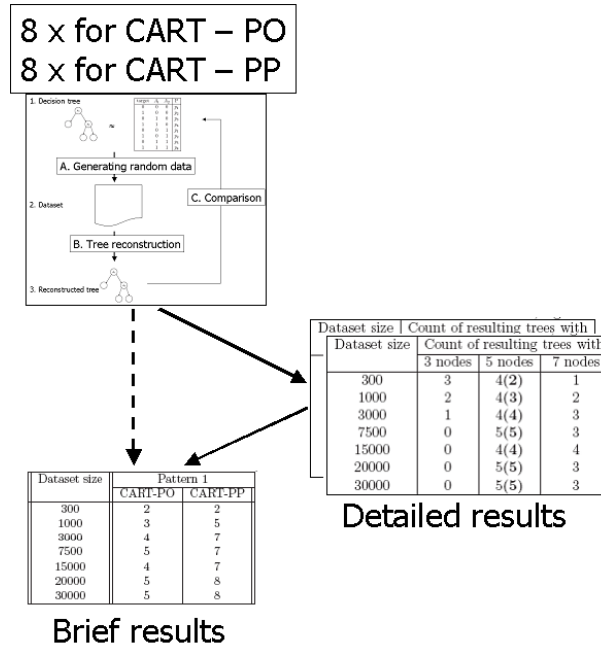 8 x for CART – PO
8 x for CART – PP
1. Decision tree
A. Generating random data
2. Dataset
C. Comparison
B. Tree reconstruction
3. Reconstructed tree
Dataset size Count of resulting trees with
Dataset size Count of resulting trees with
3 nodes 5 nodes 7 nodes
300 3 4(2) 1
1000 2 4(3) 2
3000 1 4(4) 3
7500 0 5(5) 3
15000 0 4(4) 4
20000 0 5(5) 3
30000 0 5(5) 3
Detailed results
Dataset size Pattern 1
CART-PO CART-PP
300 2 2
1000 3 5
3000 4 7
7500 5 7
15000 4 7
20000 5 8
30000 5 8
Brief results